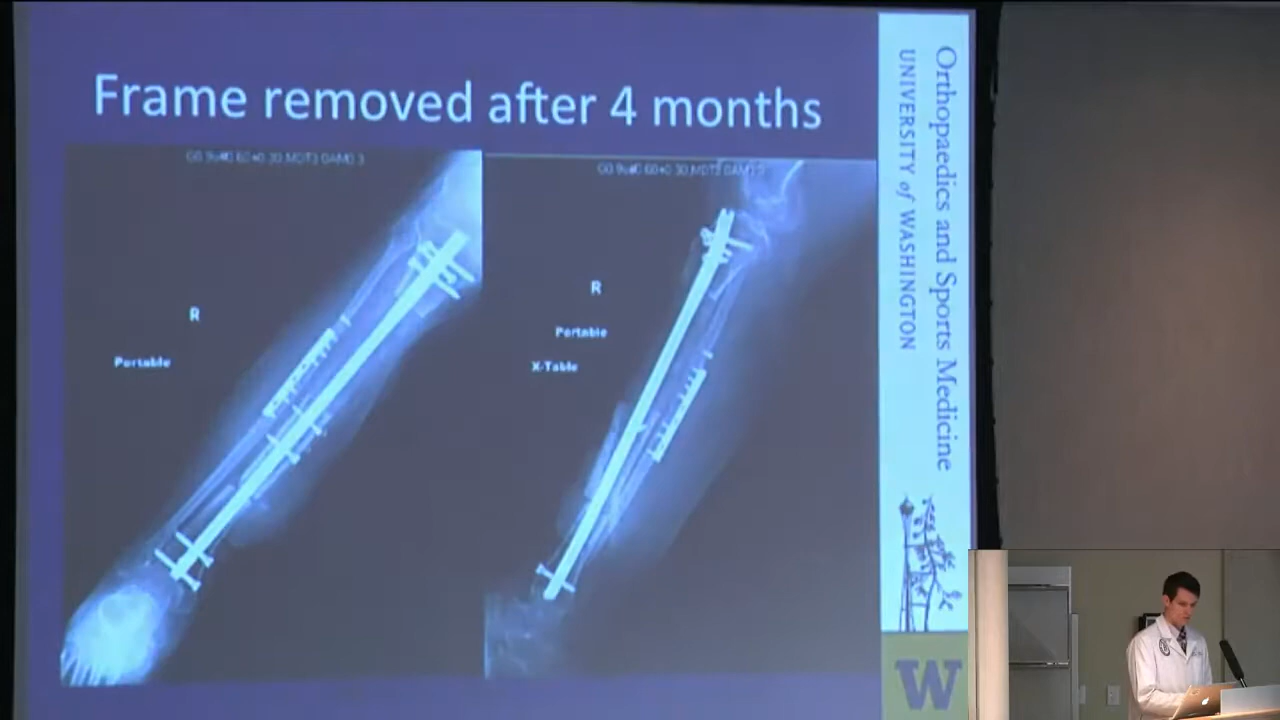 Frame removed after 4 months
R
Portable
R
Portable
X-Table
Orthopaedics and Sports Medicine
UNIVERSITY of WASHINGTON
W